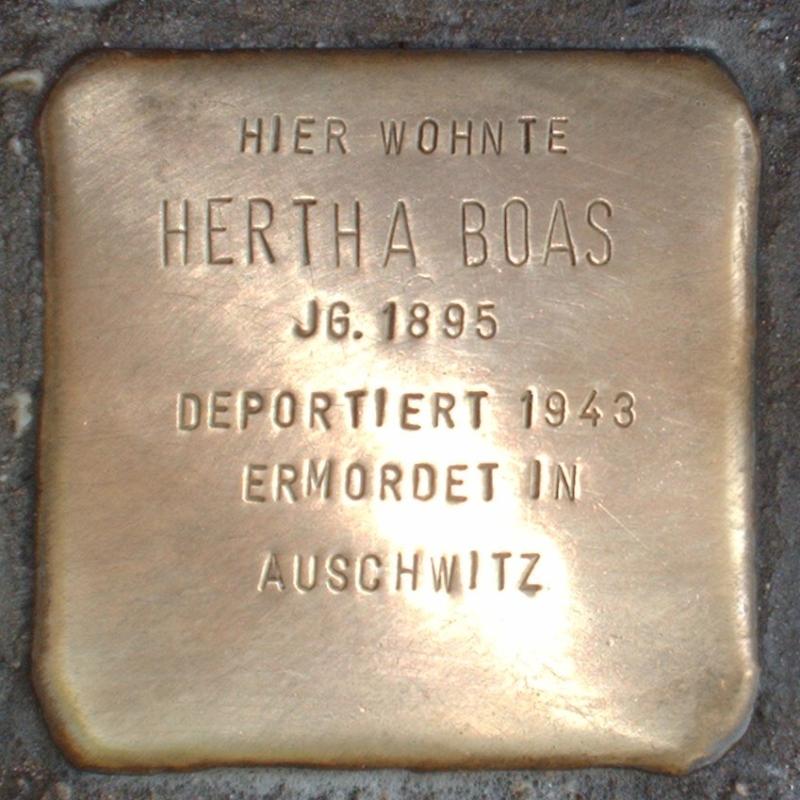 HIER WOHNTE
HERTHA BOAS
JG. 1895
DEPORTIERT 1943
ERMORDET IN
AUSCHWITZ